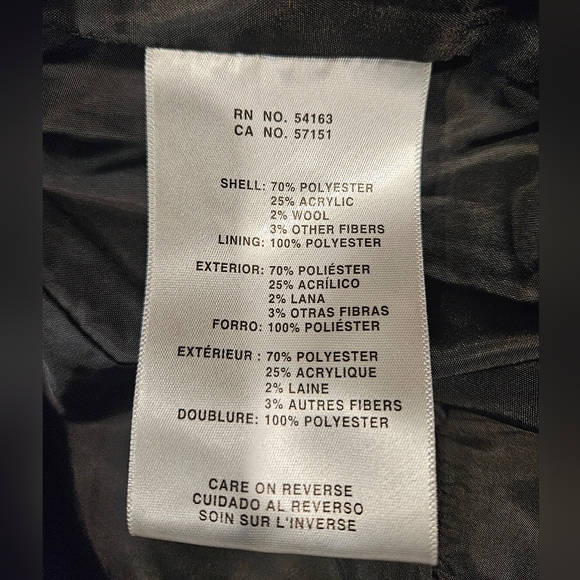 RN NO. 54163
CA NO. 57151
SHELL: 70% POLYESTER
25% ACRYLIC
2% WOOL
3% OTHER FIBERS
LINING: 100% POLYESTER
EXTERIOR: 70% POLIÉSTER
25% ACRÍLICO
2% LANA
3% OTRAS FIBRAS
FORRO: 100% POLIÉSTER
EXTÉRIEUR : 70% POLYESTER
25% ACRYLIQUE
2% LAINE
3% AUTRES FIBERS
DOUBLURE: 100% POLYESTER
CARE ON REVERSE
CUIDADO AL REVERSO
SOIN SUR L'INVERSE